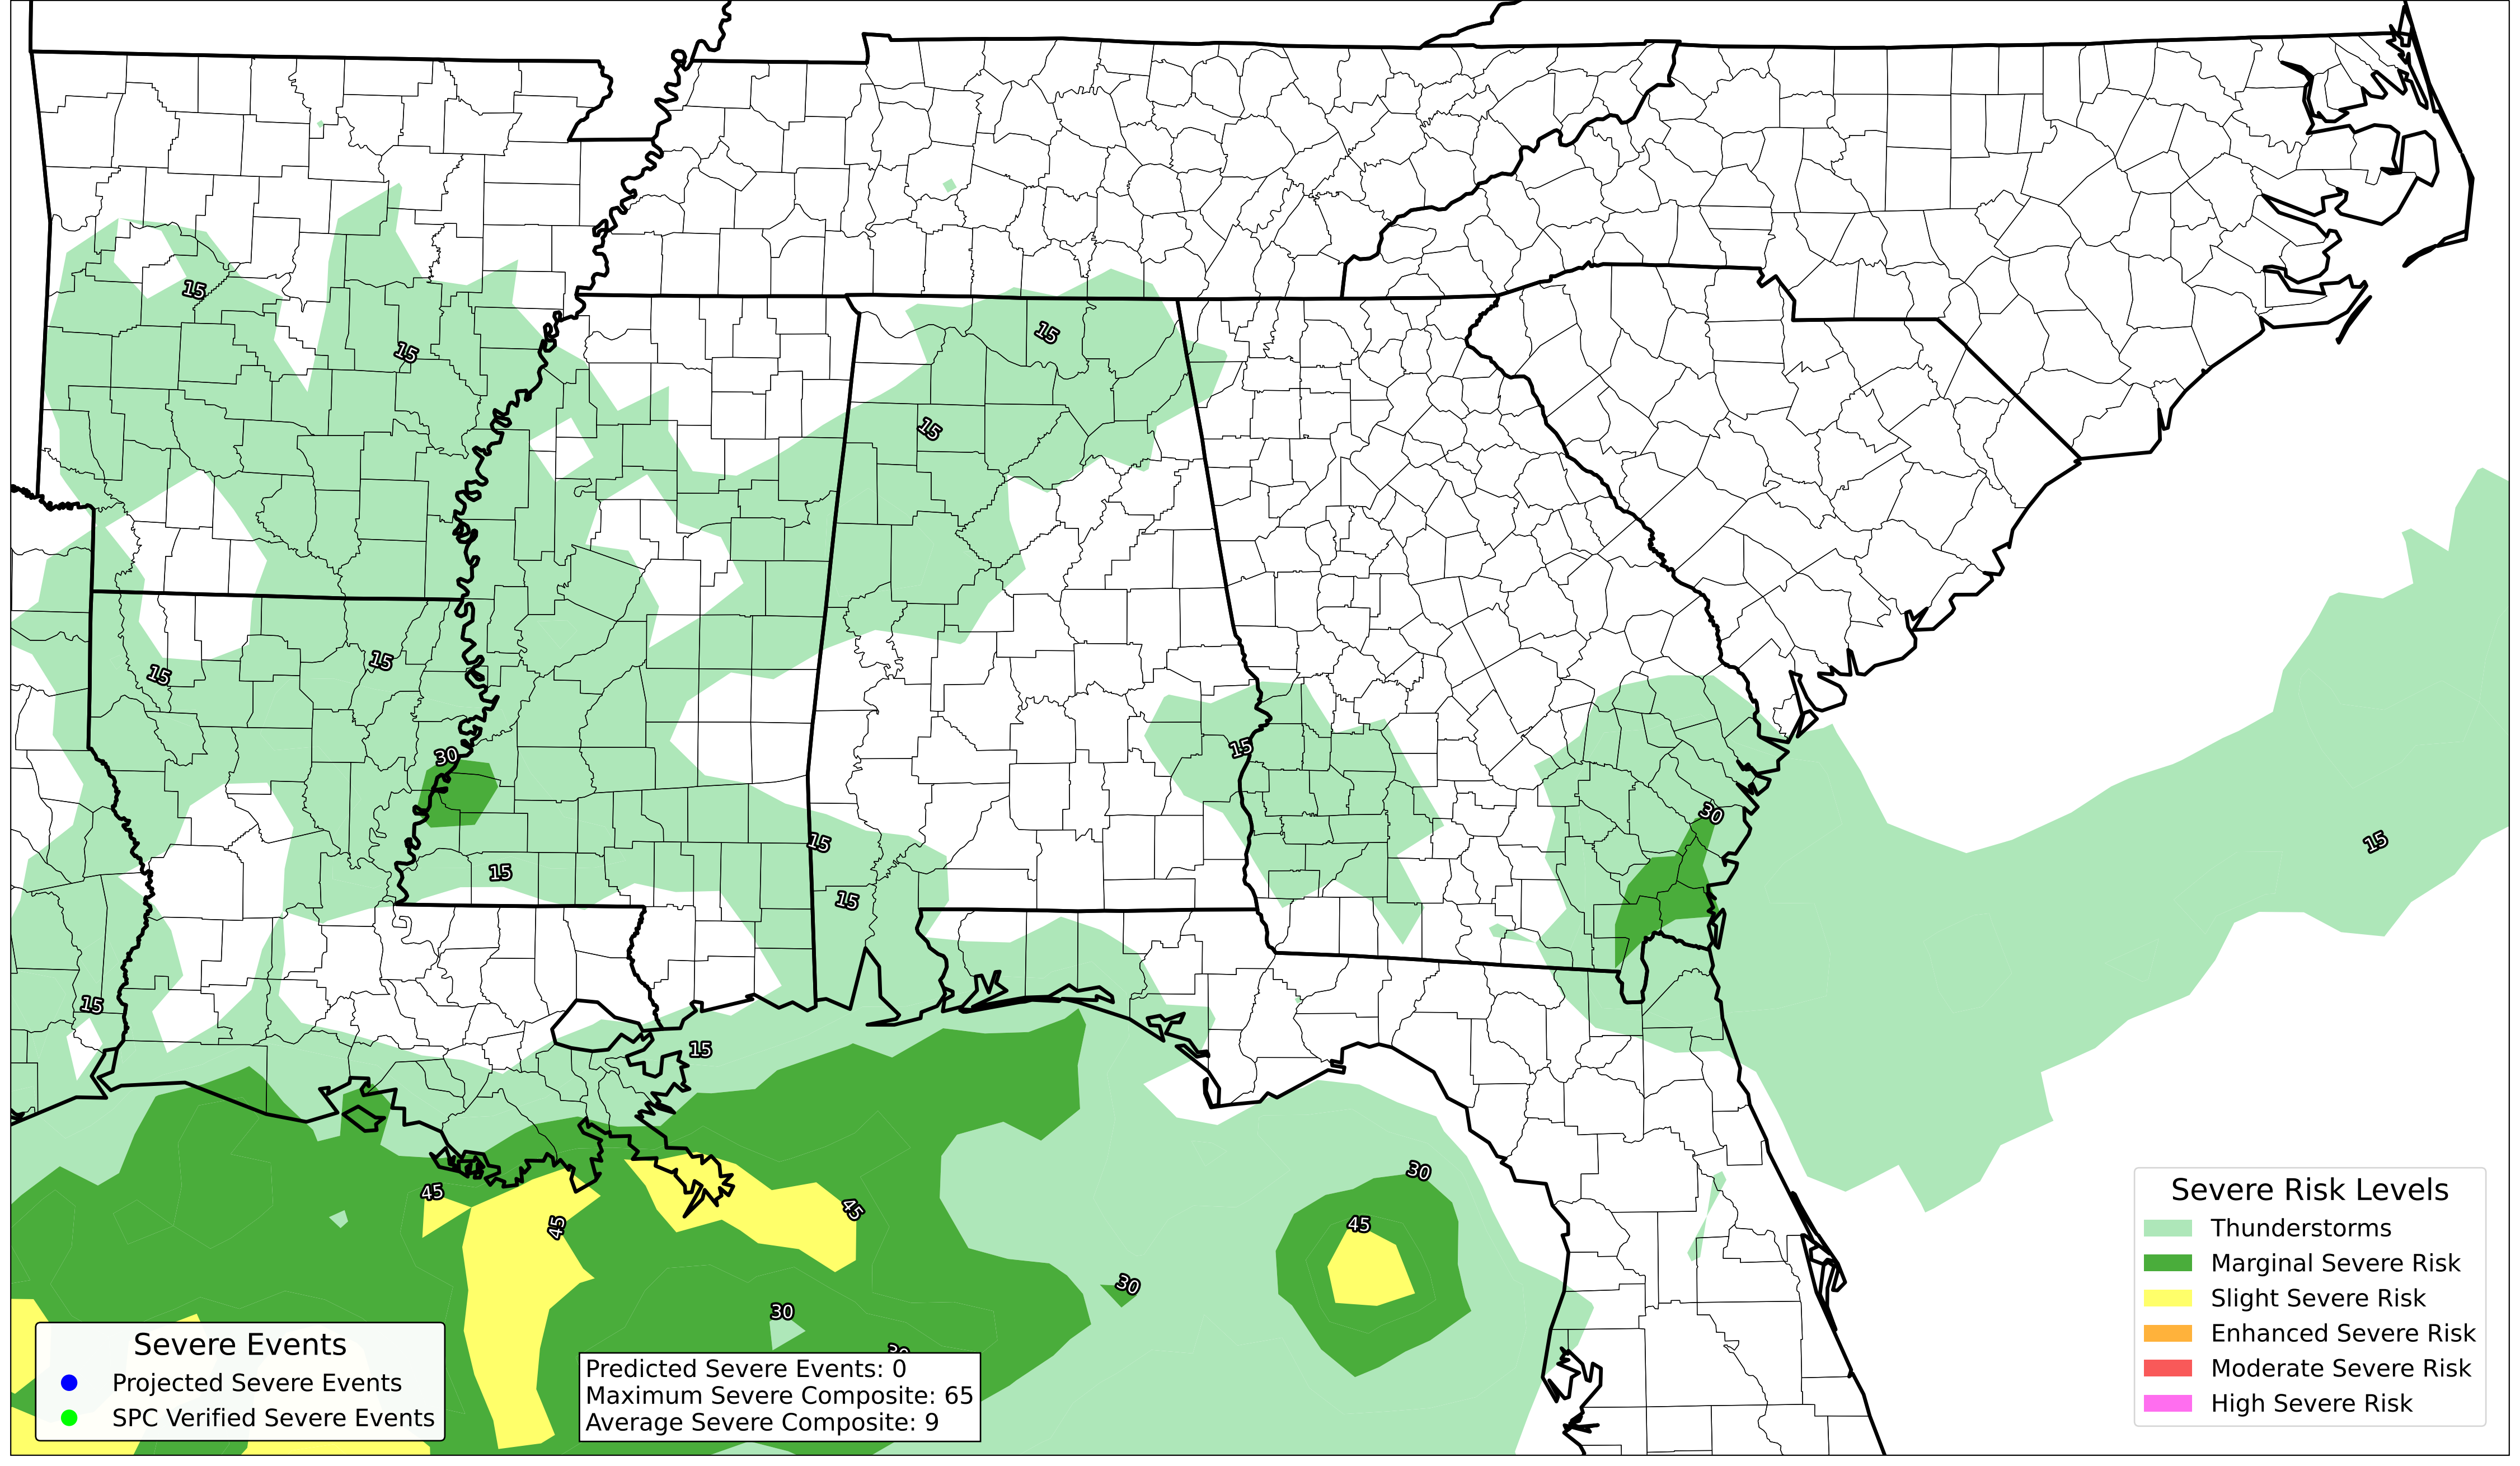 15
15
15
15
15
15
30
15
30
15
15
15
15
15
15
30
45
45
45
45
30
30
30
Severe Events
Projected Severe Events
SPC Verified Severe Events
Predicted Severe Events: 0
Maximum Severe Composite: 65
Average Severe Composite: 9
Severe Risk Levels
Thunderstorms
Marginal Severe Risk
Slight Severe Risk
Enhanced Severe Risk
Moderate Severe Risk
High Severe Risk